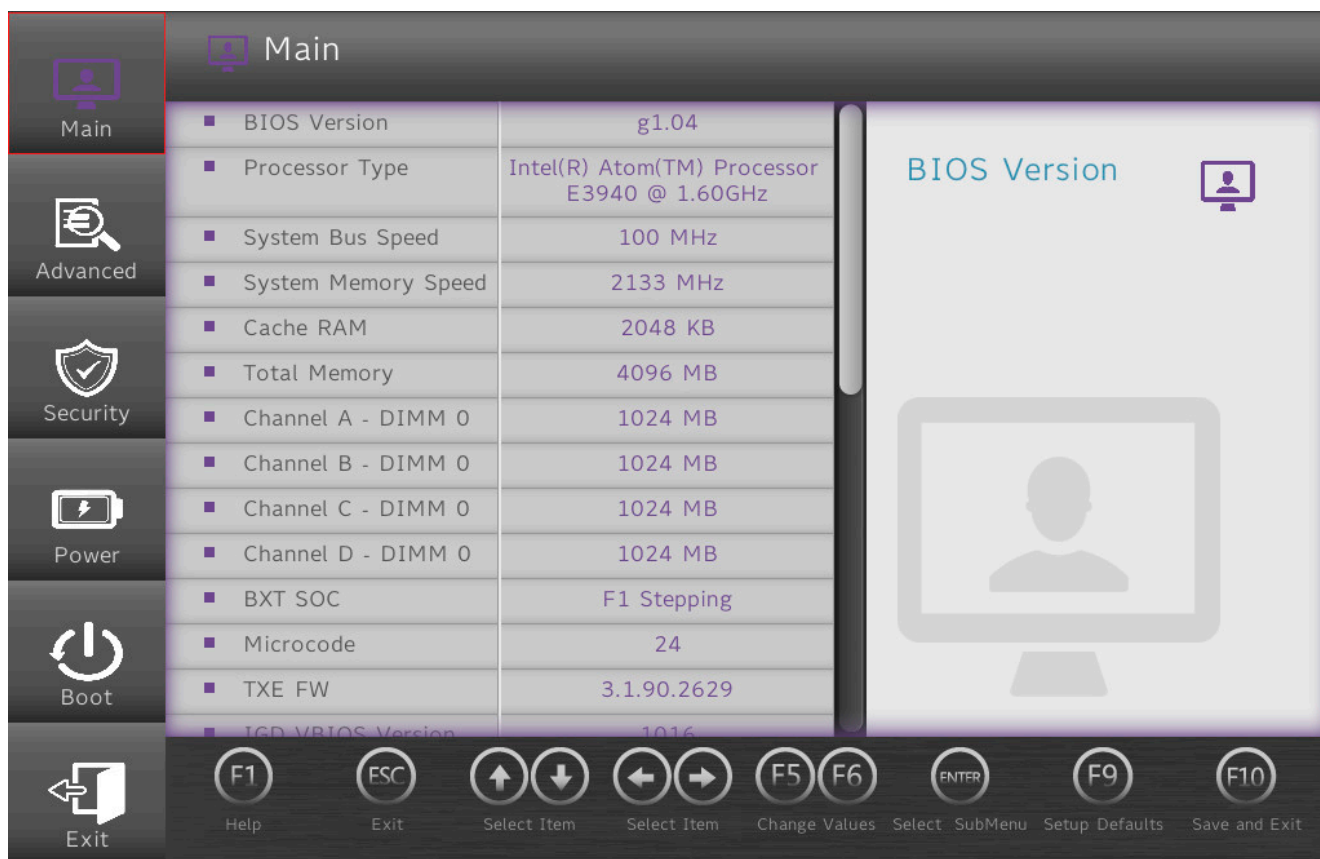 Main
Main
Advanced
Security
Power
Boot
Exit
BIOS Version g1.04
Processor Type Intel(R) Atom(TM) Processor
E3940 @ 1.60GHz
System Bus Speed 100 MHz
System Memory Speed 2133 MHz
Cache RAM 2048 KB
Total Memory 4096 MB
Channel A - DIMM 0 1024 MB
Channel B - DIMM 0 1024 MB
Channel C - DIMM 0 1024 MB
Channel D - DIMM 0 1024 MB
BXT SOC F1 Stepping
Microcode 24
TXE FW 3.1.90.2629
IGD VBIOS Version 1016
BIOS Version
F1 ESC F5 F6 ENTER F9 F10
Help Exit Select Item Select Item Change Values Select SubMenu Setup Defaults Save and Exit